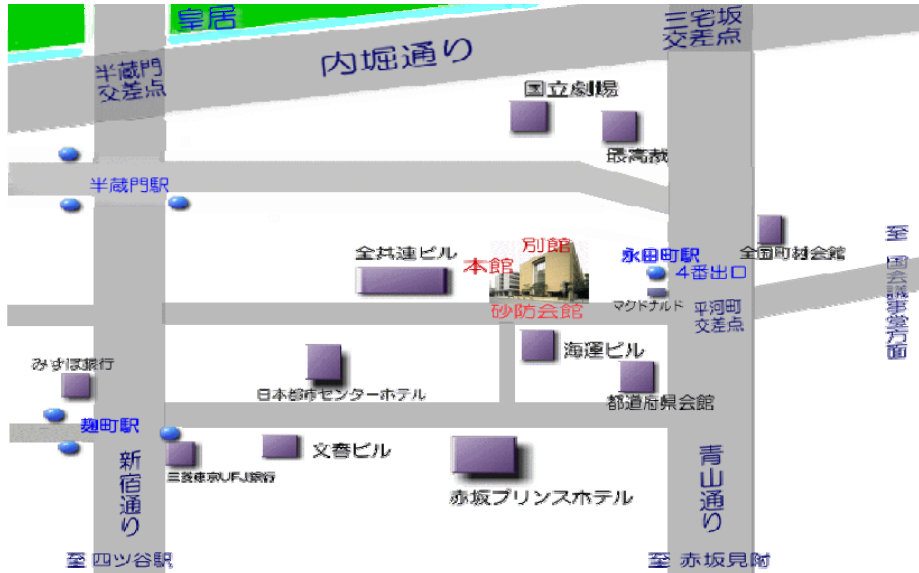 皇居
三宅坂
交差点
内堀通り
半蔵門
交差点
国立劇場
最高裁
半蔵門駅
全国町村会館
至 国会議事堂方面
別館
本館
全共連ビル
永田町駅
4番出口
マクドナルド
砂防会館
平河町
交差点
みずほ銀行
海運ビル
日本都市センターホテル
都道府県会館
麹町駅
文春ビル
三菱東京UFJ銀行
新宿通り
赤坂プリンスホテル
青山通り
至 四ツ谷駅
至 赤坂見附